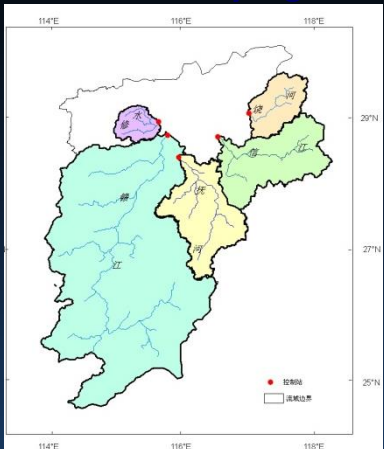 114°E 116°E 118°E
29°N
27°N
25°N
修 水
饶 河
信 江
赣 江
抚 河
控制站
流域边界
114°E 116°E 118°E